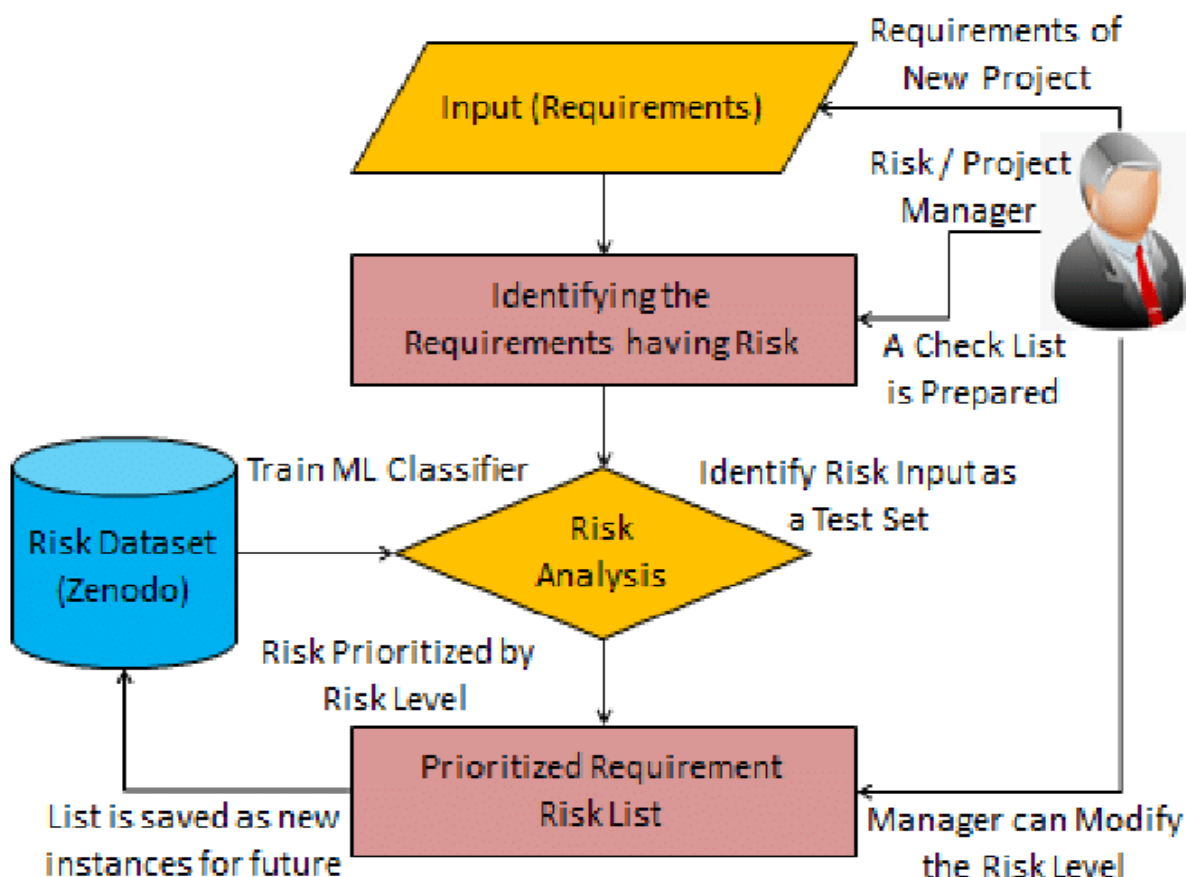 Requirements of
New Project
Input (Requirements)
Risk / Project
Manager
Identifying the
Requirements having Risk
A Check List
is Prepared
Train ML Classifier
Identify Risk Input as
a Test Set
Risk Dataset
(Zenodo)
Risk
Analysis
Risk Prioritized by
Risk Level
Prioritized Requirement
Risk List
List is saved as new
instances for future
Manager can Modify
the Risk Level